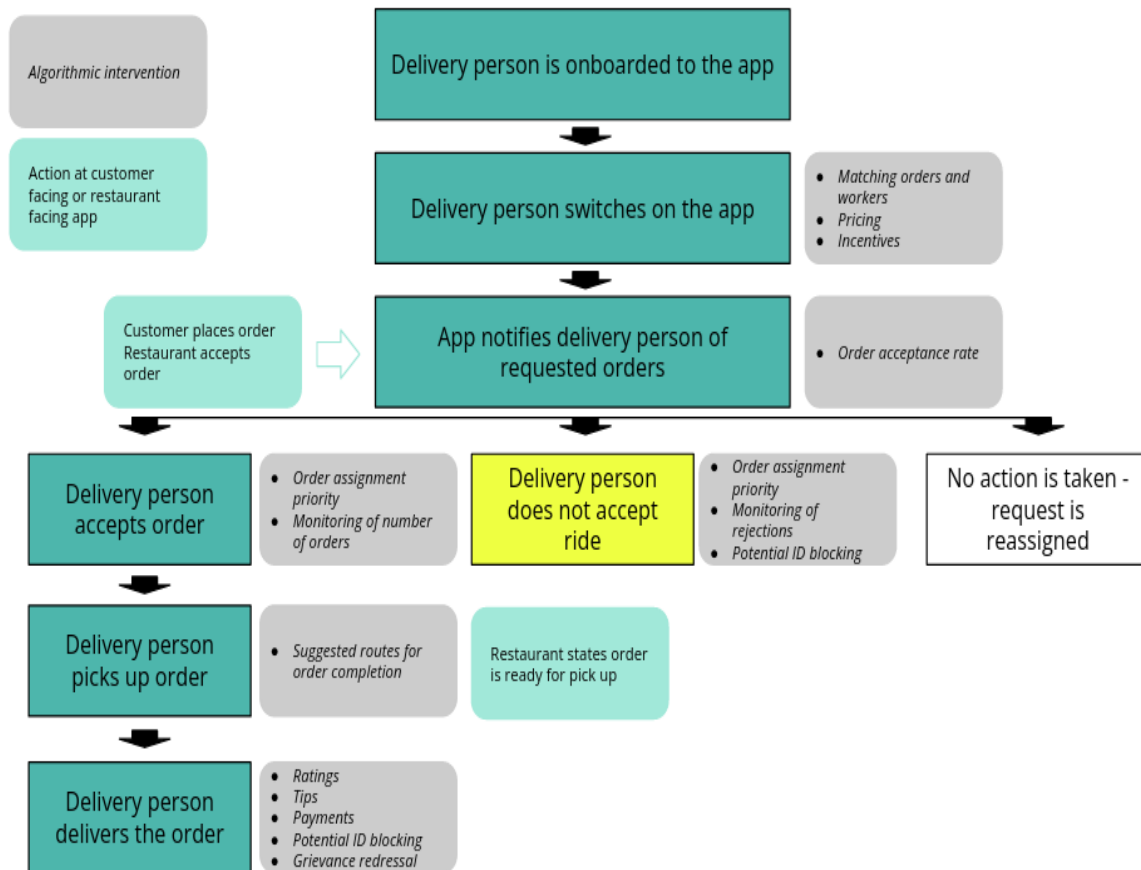 Algorithmic intervention
Delivery person is onboarded to the app
Action at customer
facing or restaurant
facing app
Delivery person switches on the app
● Matching orders and
workers
● Pricing
● Incentives
Customer places order
Restaurant accepts
order
App notifies delivery person of
requested orders
● Order acceptance rate
Delivery person
accepts order
● Order assignment
priority
● Monitoring of number
of orders
Delivery person
does not accept
ride
● Order assignment
priority
● Monitoring of
rejections
● Potential ID blocking
No action is taken -
request is
reassigned
Delivery person
picks up order
● Suggested routes for
order completion
Restaurant states order
is ready for pick up
Delivery person
delivers the order
● Ratings
● Tips
● Payments
● Potential ID blocking
● Grievance redressal